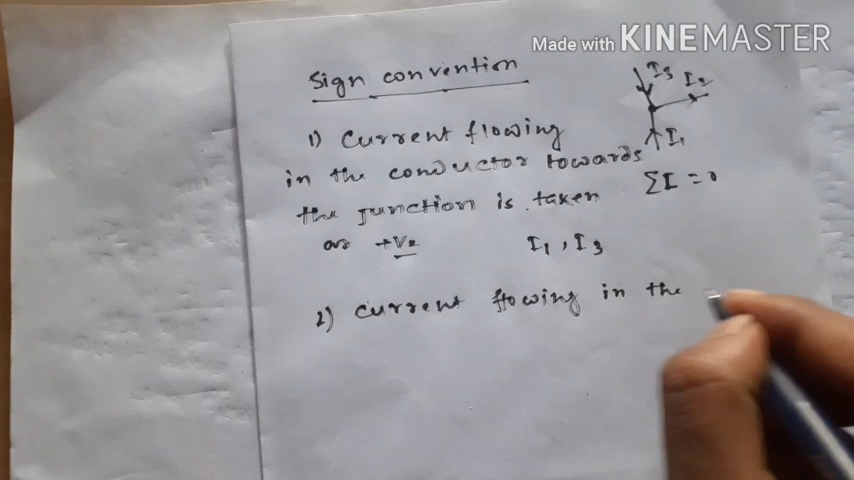 Made with KINEMASTER
Sign convention
I3
I2
1) Current flowing
I1
in the conductor towards
the junction is taken
ΣI = 0
as +ve
I1, I3
2) Current flowing in the